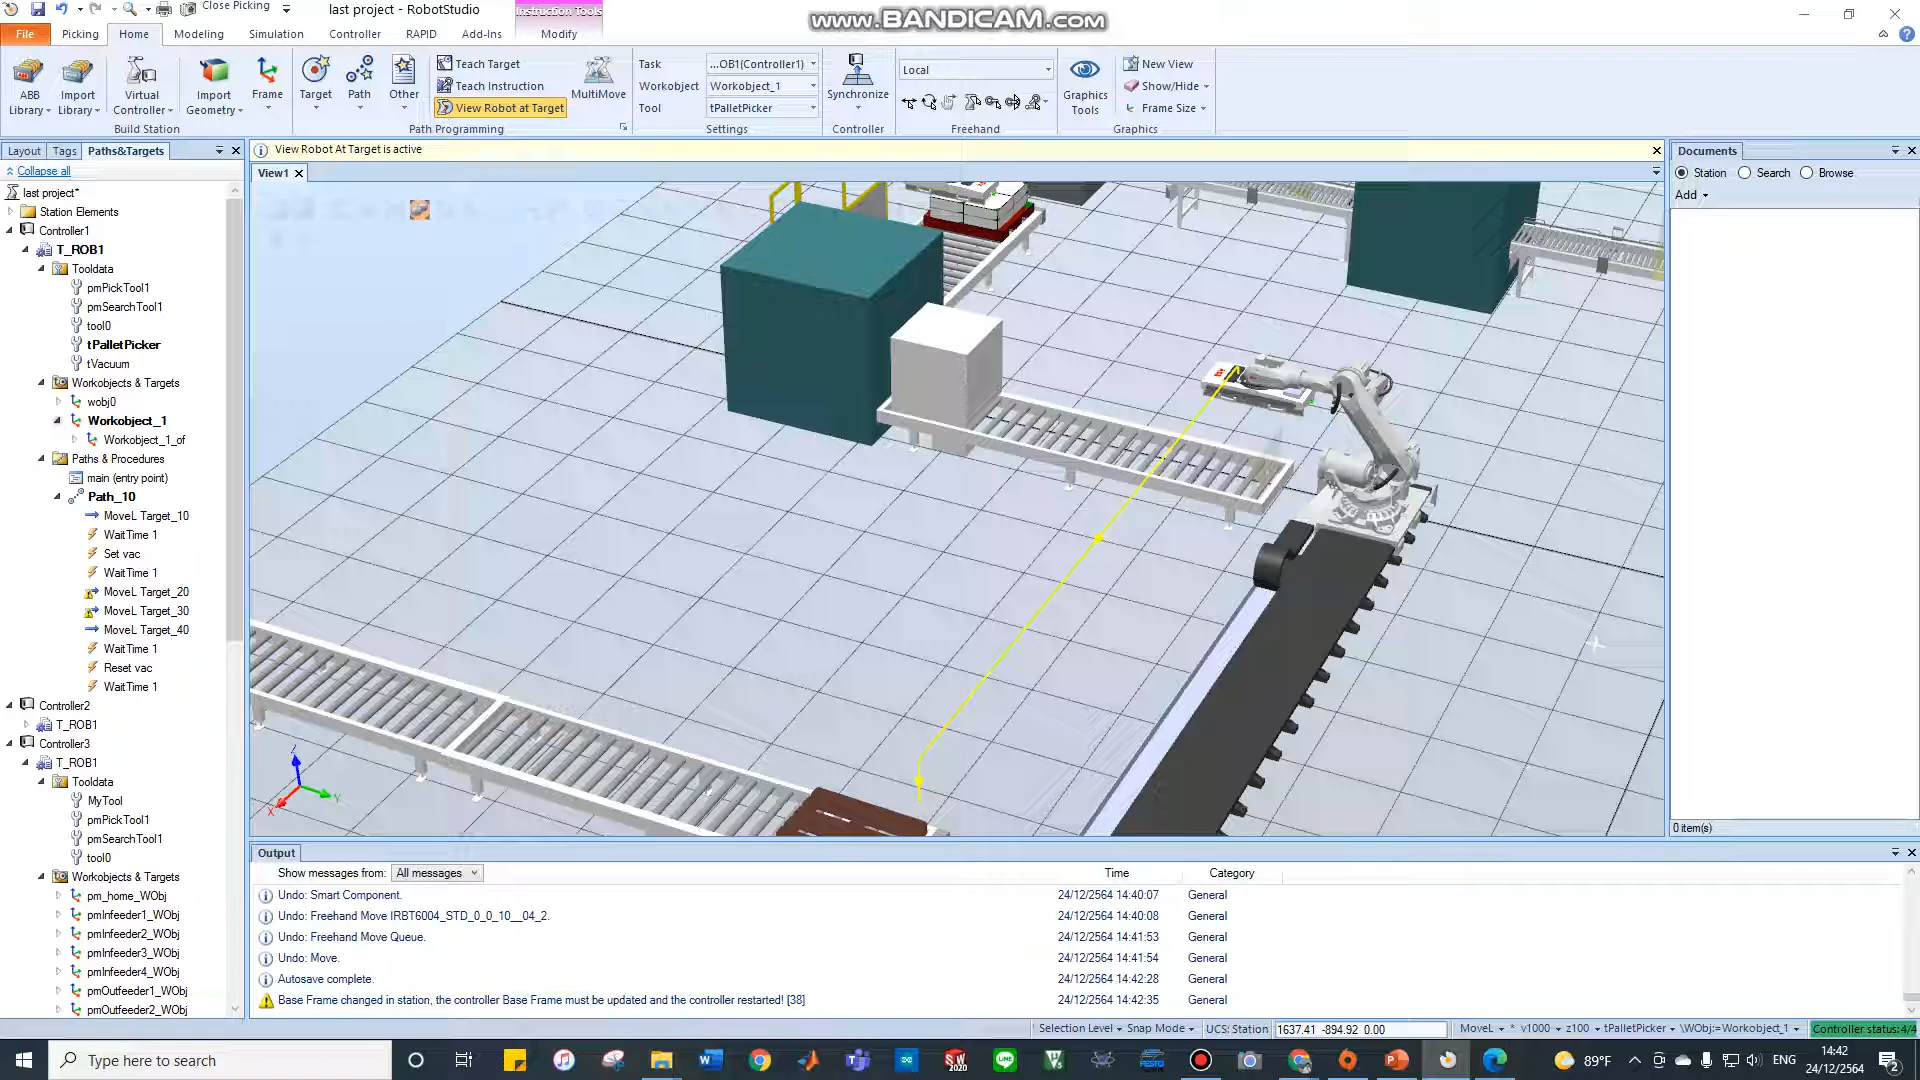 Close Picking
last project - RobotStudio
Instruction Tools
www.BANDICAM.com
File
Picking
Home
Modeling
Simulation
Controller
RAPID
Add-Ins
Modify
ABB Library
Import Library
Virtual Controller
Import Geometry
Frame
Build Station
Target
Path
Other
Teach Target
Teach Instruction
View Robot at Target
MultiMove
Path Programming
Task
...OB1(Controller1)
Workobject
Workobject_1
Tool
tPalletPicker
Settings
Synchronize
Controller
Local
Freehand
Graphics Tools
New View
Show/Hide
Frame Size
Graphics
Layout
Tags
Paths&Targets
Collapse all
last project*
Station Elements
Controller1
T_ROB1
Tooldata
pmPickTool1
pmSearchTool1
tool0
tPalletPicker
tVacuum
Workobjects & Targets
wobj0
Workobject_1
Workobject_1_of
Paths & Procedures
main (entry point)
Path_10
MoveL Target_10
WaitTime 1
Set vac
WaitTime 1
MoveL Target_20
MoveL Target_30
MoveL Target_40
WaitTime 1
Reset vac
WaitTime 1
Controller2
T_ROB1
Controller3
T_ROB1
Tooldata
MyTool
pmPickTool1
pmSearchTool1
tool0
Workobjects & Targets
pm_home_WObj
pmInfeeder1_WObj
pmInfeeder2_WObj
pmInfeeder3_WObj
pmInfeeder4_WObj
pmOutfeeder1_WObj
pmOutfeeder2_WObj
View Robot At Target is active
View1
Z
X
Y
Documents
Station
Search
Browse
Add
0 item(s)
Output
Show messages from:
All messages
Time
Category
Undo: Smart Component. 24/12/2564 14:40:07 General
Undo: Freehand Move IRBT6004_STD_0_0_10__04_2. 24/12/2564 14:40:08 General
Undo: Freehand Move Queue. 24/12/2564 14:41:53 General
Undo: Move. 24/12/2564 14:41:54 General
Autosave complete. 24/12/2564 14:42:28 General
Base Frame changed in station, the controller Base Frame must be updated and the controller restarted! [38] 24/12/2564 14:42:35 General
Selection Level
Snap Mode
UCS: Station
1637.41 -894.92 0.00
MoveL * v1000 z100 tPalletPicker \WObj:=Workobject_1
Controller status: 4/4
Type here to search
SW 2020
LINE
FESTO
89°F
ENG
14:42
24/12/2564
2